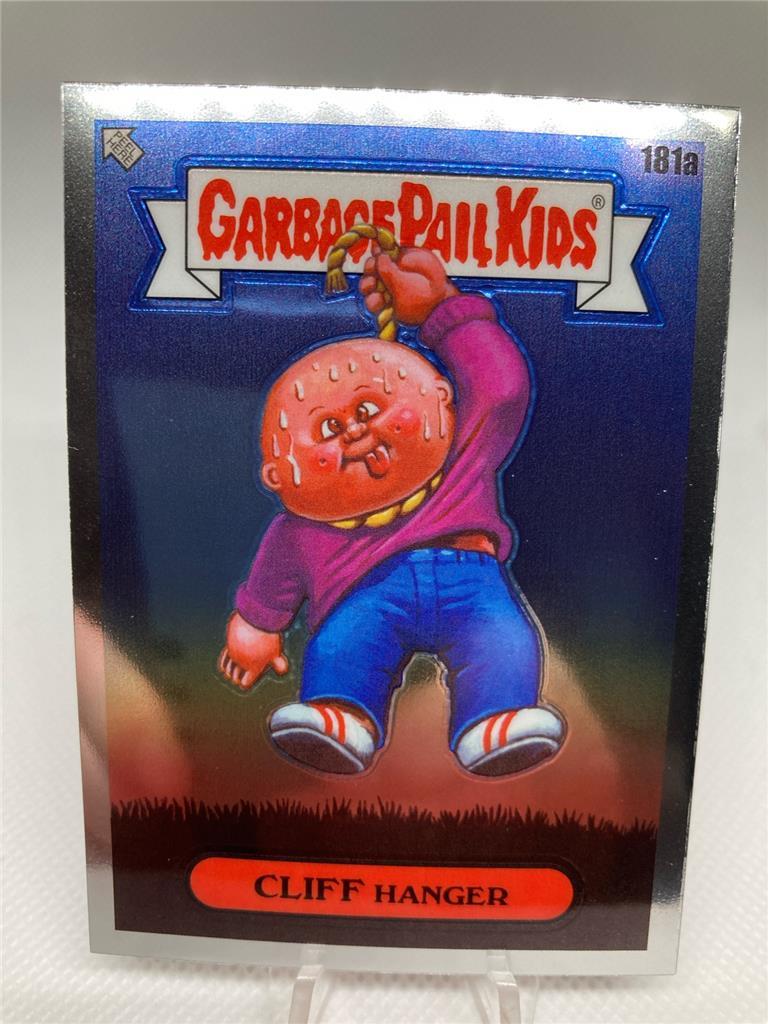 PEEL HERE
181a
GARBAGE PAIL KIDS®
CLIFF HANGER